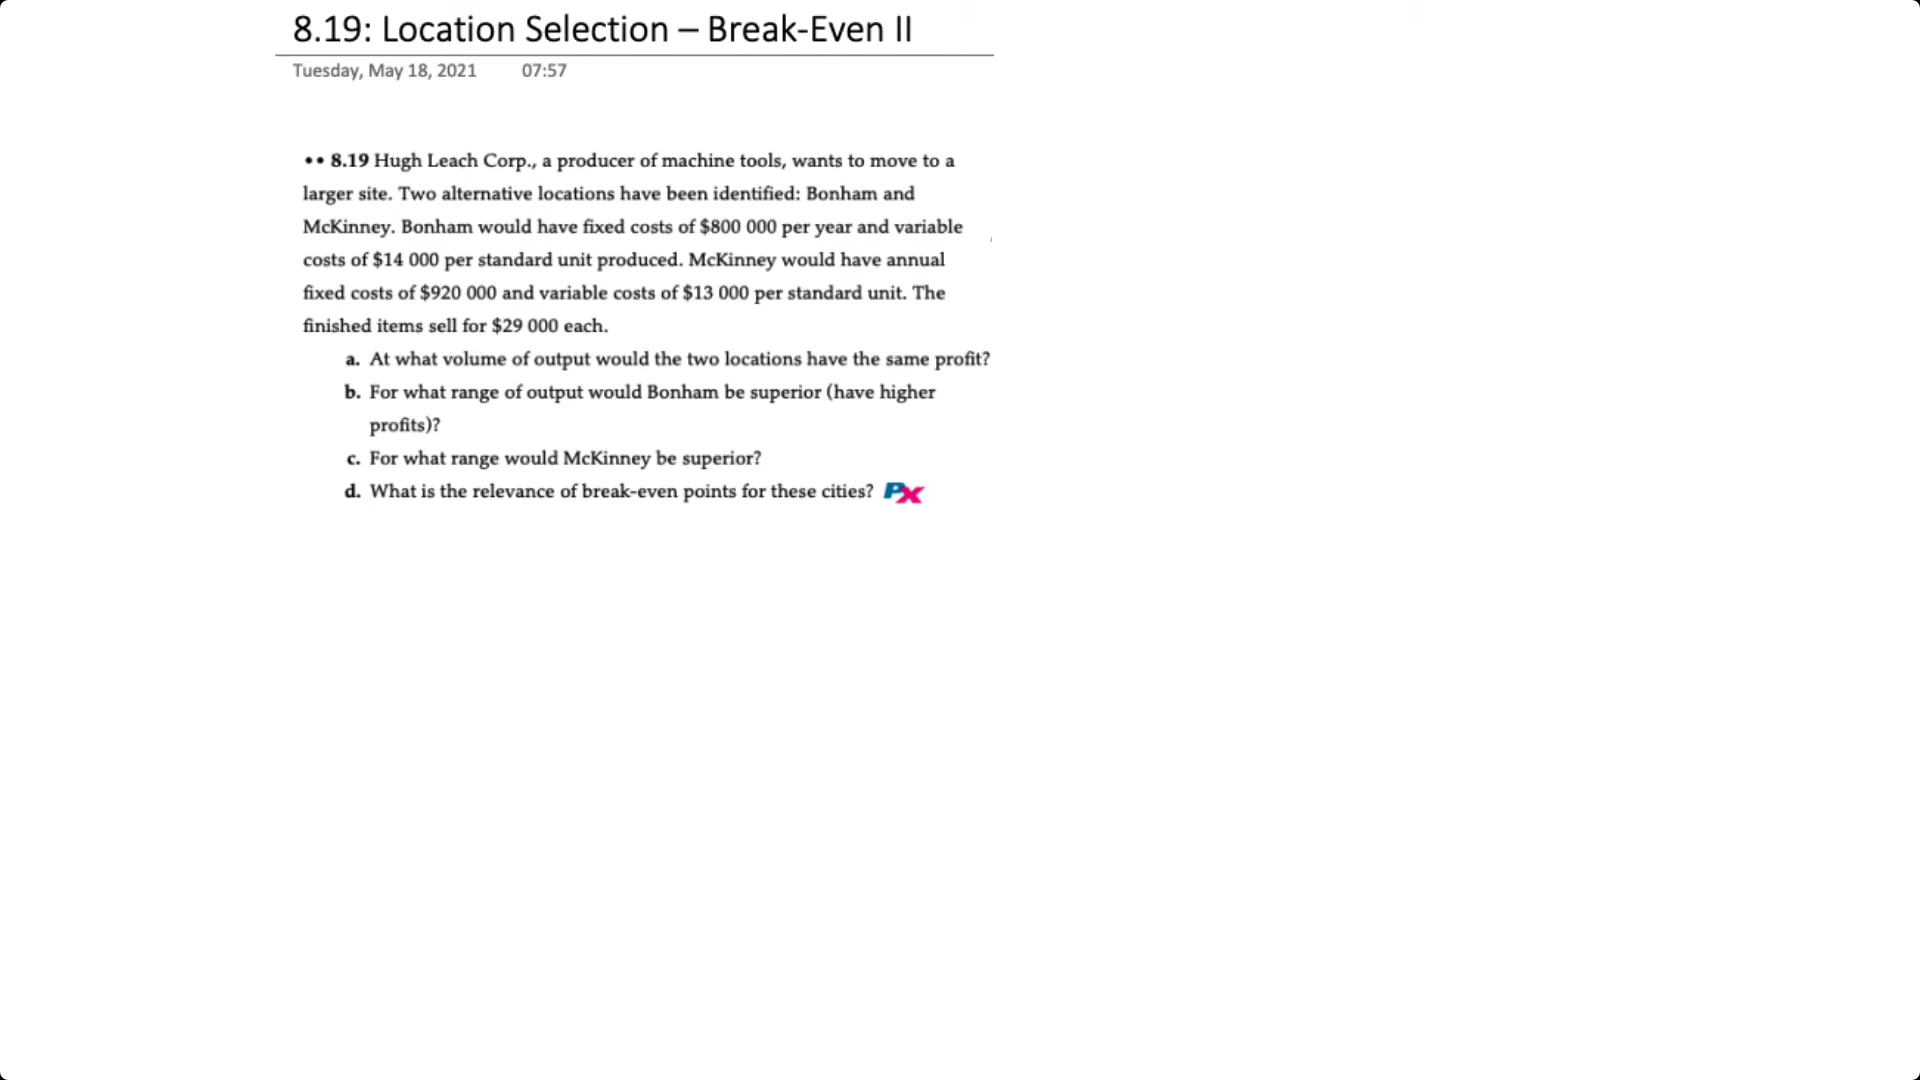 8.19: Location Selection – Break-Even II
Tuesday, May 18, 2021 07:57
•• 8.19 Hugh Leach Corp., a producer of machine tools, wants to move to a
larger site. Two alternative locations have been identified: Bonham and
McKinney. Bonham would have fixed costs of $800 000 per year and variable
costs of $14 000 per standard unit produced. McKinney would have annual
fixed costs of $920 000 and variable costs of $13 000 per standard unit. The
finished items sell for $29 000 each.
a. At what volume of output would the two locations have the same profit?
b. For what range of output would Bonham be superior (have higher
profits)?
c. For what range would McKinney be superior?
d. What is the relevance of break-even points for these cities? PX